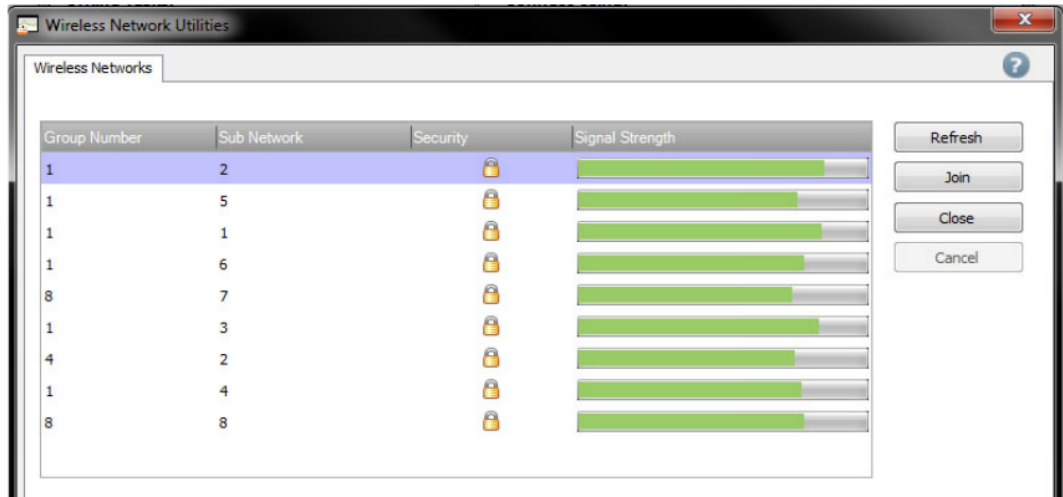 Wireless Network Utilities
x
Wireless Networks
?
Group Number Sub Network Security Signal Strength
1 2
1 5
1 1
1 6
8 7
1 3
4 2
1 4
8 8
Refresh
Join
Close
Cancel